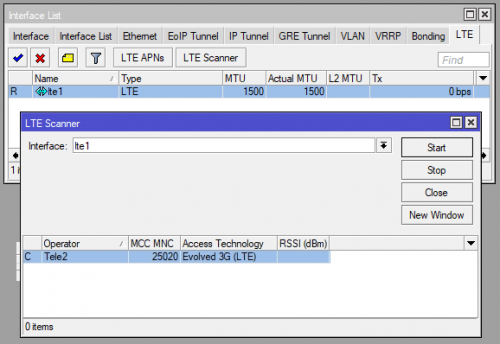 Interface List
Interface Interface List Ethernet EoIP Tunnel IP Tunnel GRE Tunnel VLAN VRRP Bonding LTE
LTE APNs LTE Scanner Find
Name Type MTU Actual MTU L2 MTU Tx
R lte1 LTE 1500 1500 0 bps
LTE Scanner
Interface: lte1
Start
Stop
Close
New Window
Operator MCC MNC Access Technology RSSI (dBm)
C Tele2 25020 Evolved 3G (LTE)
0 items